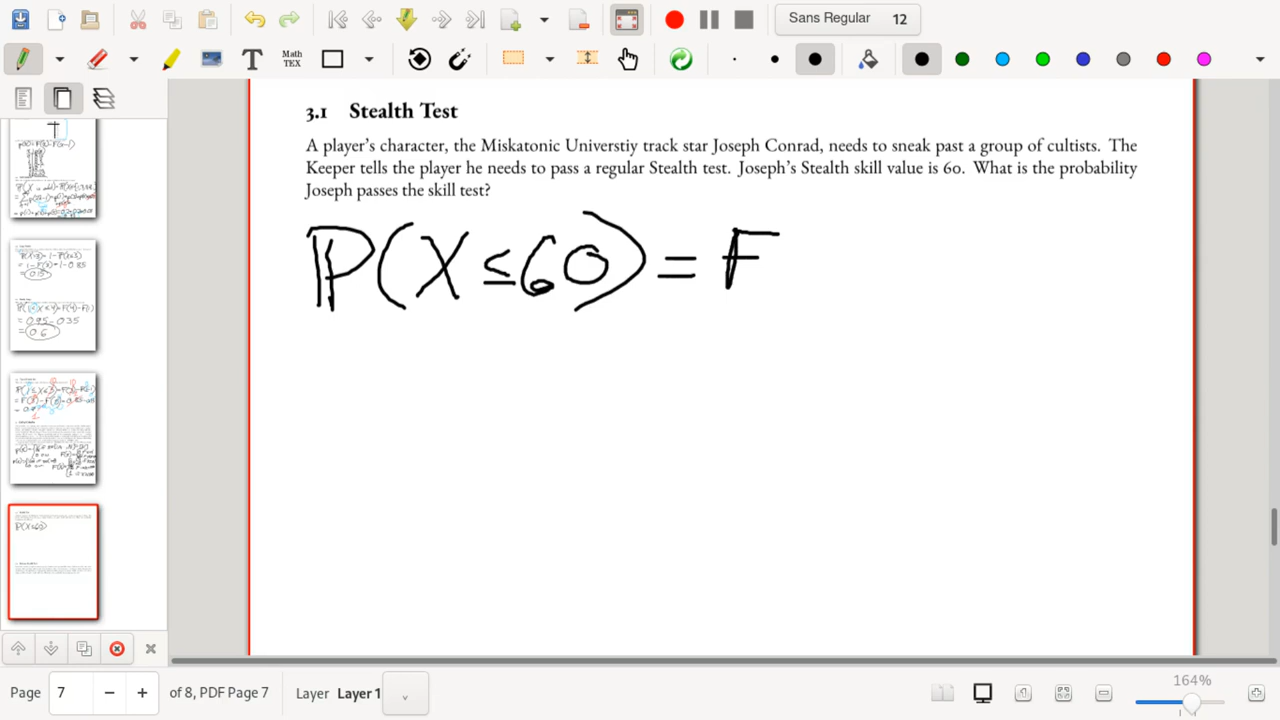 Sans Regular 12
T Math TEX
3.1 Stealth Test
A player's character, the Miskatonic Universtiy track star Joseph Conrad, needs to sneak past a group of cultists. The
Keeper tells the player he needs to pass a regular Stealth test. Joseph's Stealth skill value is 60. What is the probability
Joseph passes the skill test?
ℙ(X≤60)=F
Page 7 of 8, PDF Page 7 Layer Layer 1 164%